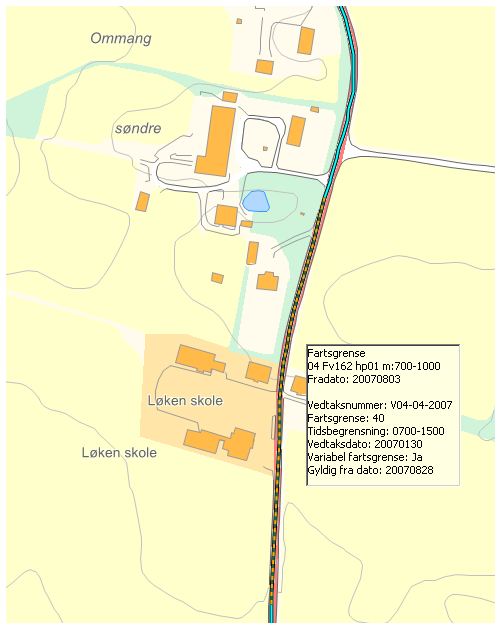 Ommang
søndre
Fartsgrense
04 Fv162 hp01 m:700-1000
Fradato: 20070803
Vedtaksnummer: V04-04-2007
Fartsgrense: 40
Tidsbegrensning: 0700-1500
Vedtaksdato: 20070130
Variabel fartsgrense: Ja
Gyldig fra dato: 20070828
Løken skole
Løken skole